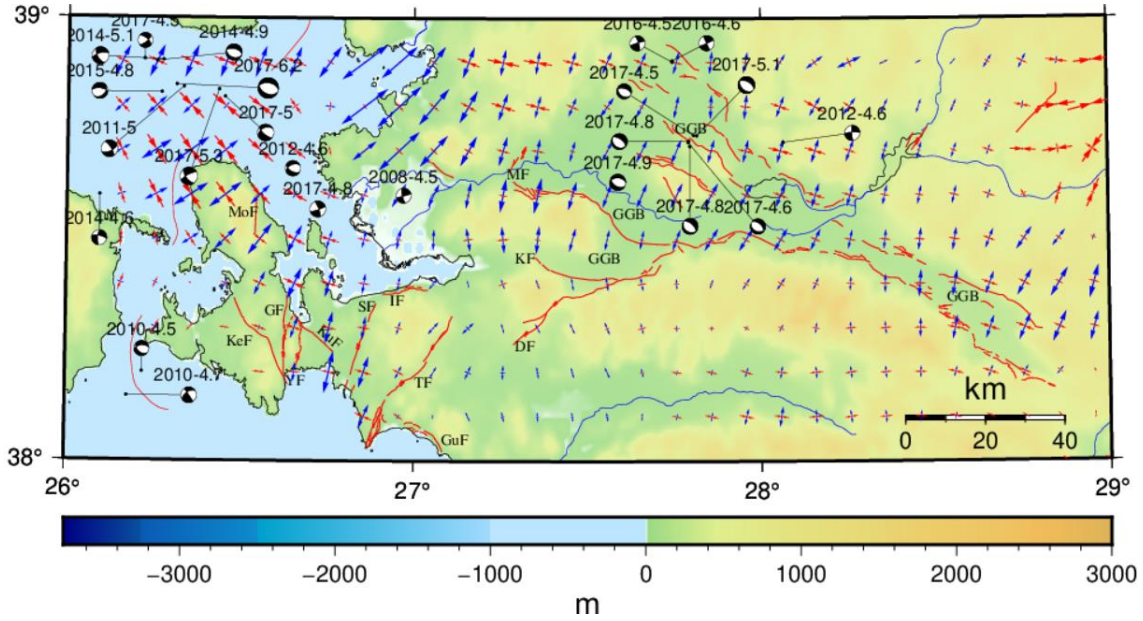 39°
2017-4.5
2016-4.5 2016-4.6
2014-5.1
2014-4.9
2017-6.2
2015-4.8
2017-4.5
2017-5.1
2017-5
2011-5
GGB
2012-4.6
2017-4.8
2017-5.3
2012-4.6
2017-4.9
MF
2008-4.5
2017-4.8
MoF
GGB
2017-4.8
2017-4.6
2014-4.6
KF
GGB
SF
IF
GGB
GF
2010-4.5
KeF
DF
YF
TF
2010-4.7
km
GuF
0 20 40
38°
26° 27° 28° 29°
−3000 −2000 −1000 0 1000 2000 3000
m